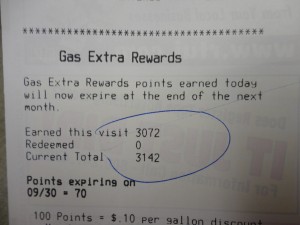 ************************************
Gas Extra Rewards
Gas Extra Rewards points earned today
will now expire at the end of the next
month.
Earned this visit 3072
Redeemed 0
Current Total 3142
Points expiring on
09/30 = 70
100 Points = $.10 per gallon discount